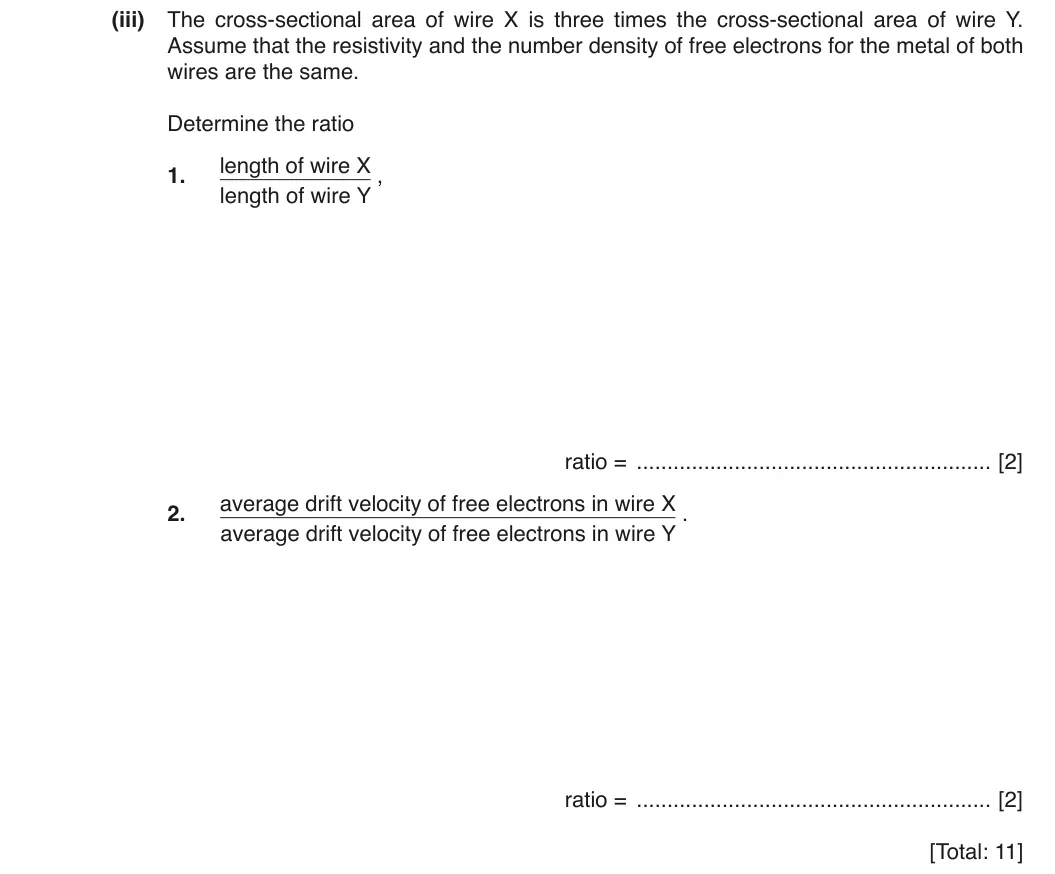 (iii) The cross-sectional area of wire X is three times the cross-sectional area of wire Y.
Assume that the resistivity and the number density of free electrons for the metal of both
wires are the same.
Determine the ratio
1. length of wire X
length of wire Y ,
ratio = .......................................................... [2]
2. average drift velocity of free electrons in wire X
average drift velocity of free electrons in wire Y .
ratio = .......................................................... [2]
[Total: 11]